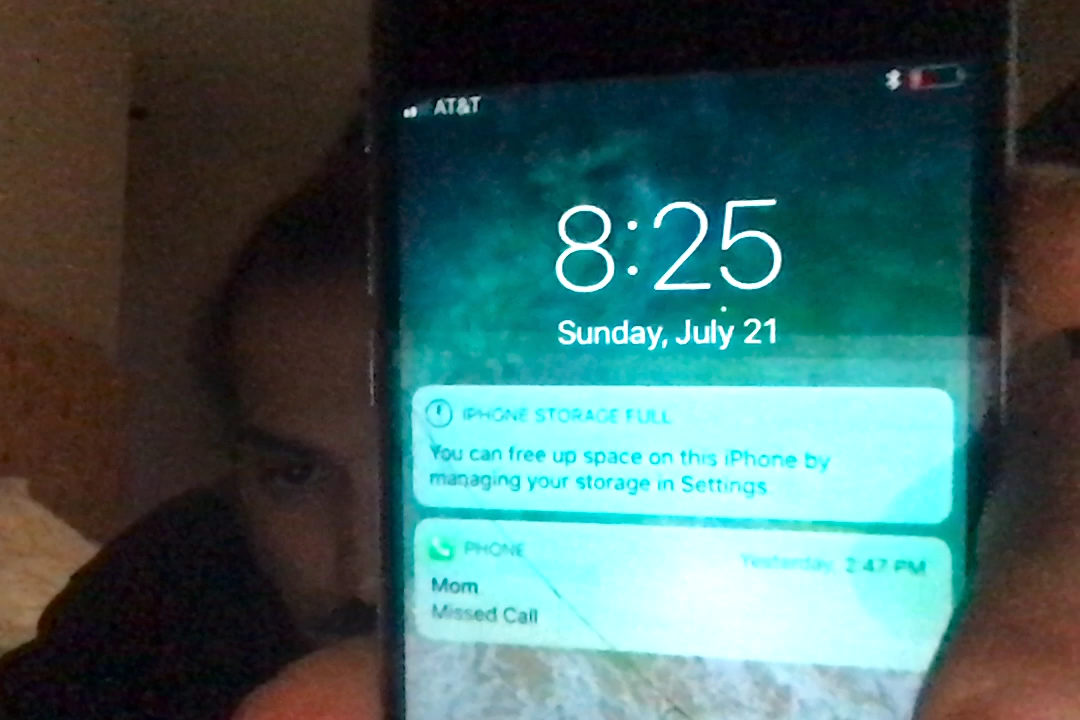 AT&T
8:25
Sunday, July 21
IPHONE STORAGE FULL
You can free up space on this iPhone by
managing your storage in Settings.
PHONE Yesterday, 2:47 PM
Mom
Missed Call